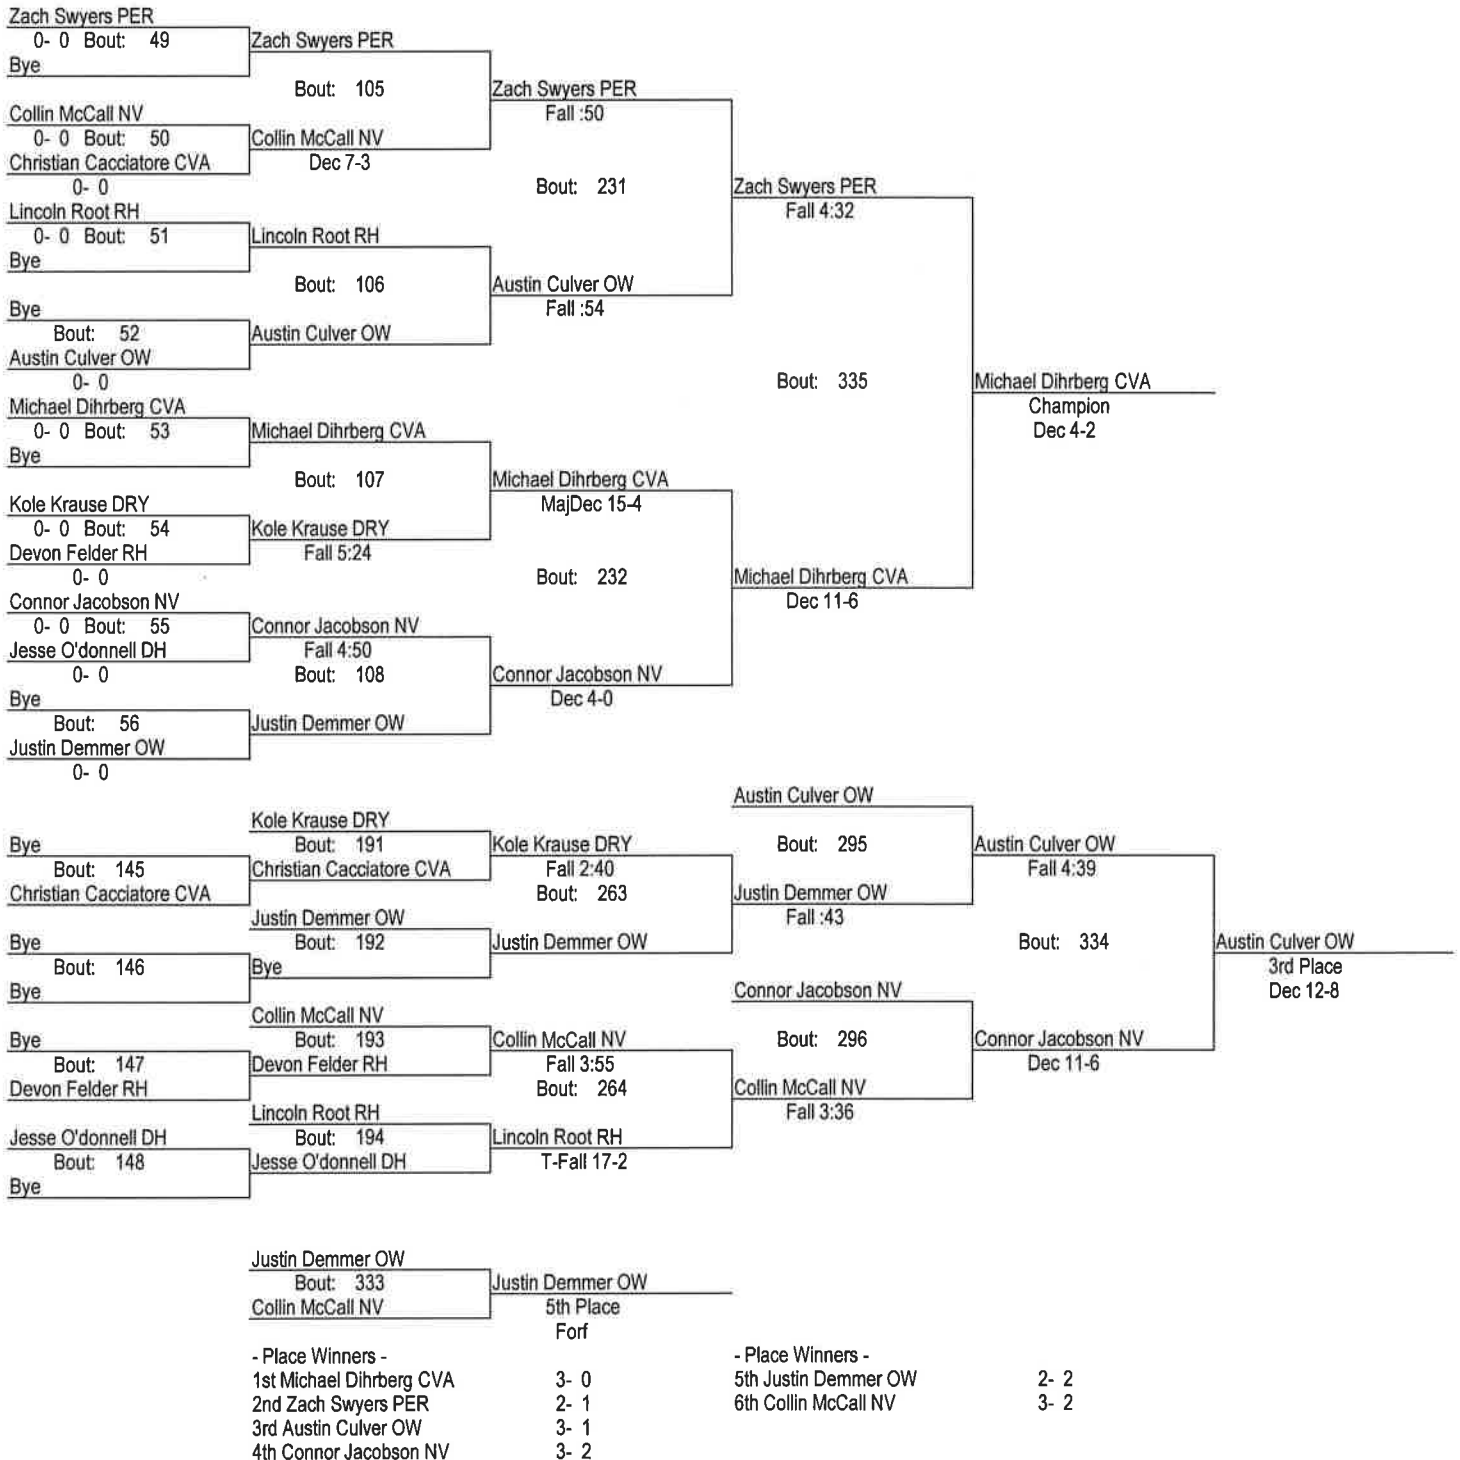 Zach Swyers PER
0- 0 Bout: 49
Bye
Zach Swyers PER
Bout: 105
Zach Swyers PER
Fall :50
Collin McCall NV
0- 0 Bout: 50
Christian Cacciatore CVA
0- 0
Collin McCall NV
Dec 7-3
Bout: 231
Zach Swyers PER
Fall 4:32
Lincoln Root RH
0- 0 Bout: 51
Bye
Lincoln Root RH
Bout: 106
Austin Culver OW
Fall :54
Bye
Bout: 52
Austin Culver OW
0- 0
Austin Culver OW
Bout: 335
Michael Dihrberg CVA
Champion
Dec 4-2
Michael Dihrberg CVA
0- 0 Bout: 53
Bye
Michael Dihrberg CVA
Bout: 107
Michael Dihrberg CVA
MajDec 15-4
Kole Krause DRY
0- 0 Bout: 54
Devon Felder RH
0- 0
Kole Krause DRY
Fall 5:24
Bout: 232
Michael Dihrberg CVA
Dec 11-6
Connor Jacobson NV
0- 0 Bout: 55
Jesse O'donnell DH
0- 0
Connor Jacobson NV
Fall 4:50
Bout: 108
Connor Jacobson NV
Dec 4-0
Bye
Bout: 56
Justin Demmer OW
0- 0
Justin Demmer OW
Austin Culver OW
Kole Krause DRY
Bout: 191
Christian Cacciatore CVA
Bye
Bout: 145
Christian Cacciatore CVA
Kole Krause DRY
Fall 2:40
Bout: 263
Bout: 295
Austin Culver OW
Fall 4:39
Justin Demmer OW
Fall :43
Justin Demmer OW
Bout: 192
Bye
Bye
Bout: 146
Bye
Justin Demmer OW
Bout: 334
Austin Culver OW
3rd Place
Dec 12-8
Connor Jacobson NV
Collin McCall NV
Bout: 193
Devon Felder RH
Bye
Bout: 147
Devon Felder RH
Collin McCall NV
Fall 3:55
Bout: 264
Bout: 296
Connor Jacobson NV
Dec 11-6
Collin McCall NV
Fall 3:36
Lincoln Root RH
Bout: 194
Jesse O'donnell DH
Jesse O'donnell DH
Bout: 148
Bye
Lincoln Root RH
T-Fall 17-2
Justin Demmer OW
Bout: 333
Collin McCall NV
Justin Demmer OW
5th Place
Forf
- Place Winners -
1st Michael Dihrberg CVA 3- 0
2nd Zach Swyers PER 2- 1
3rd Austin Culver OW 3- 1
4th Connor Jacobson NV 3- 2
- Place Winners -
5th Justin Demmer OW 2- 2
6th Collin McCall NV 3- 2